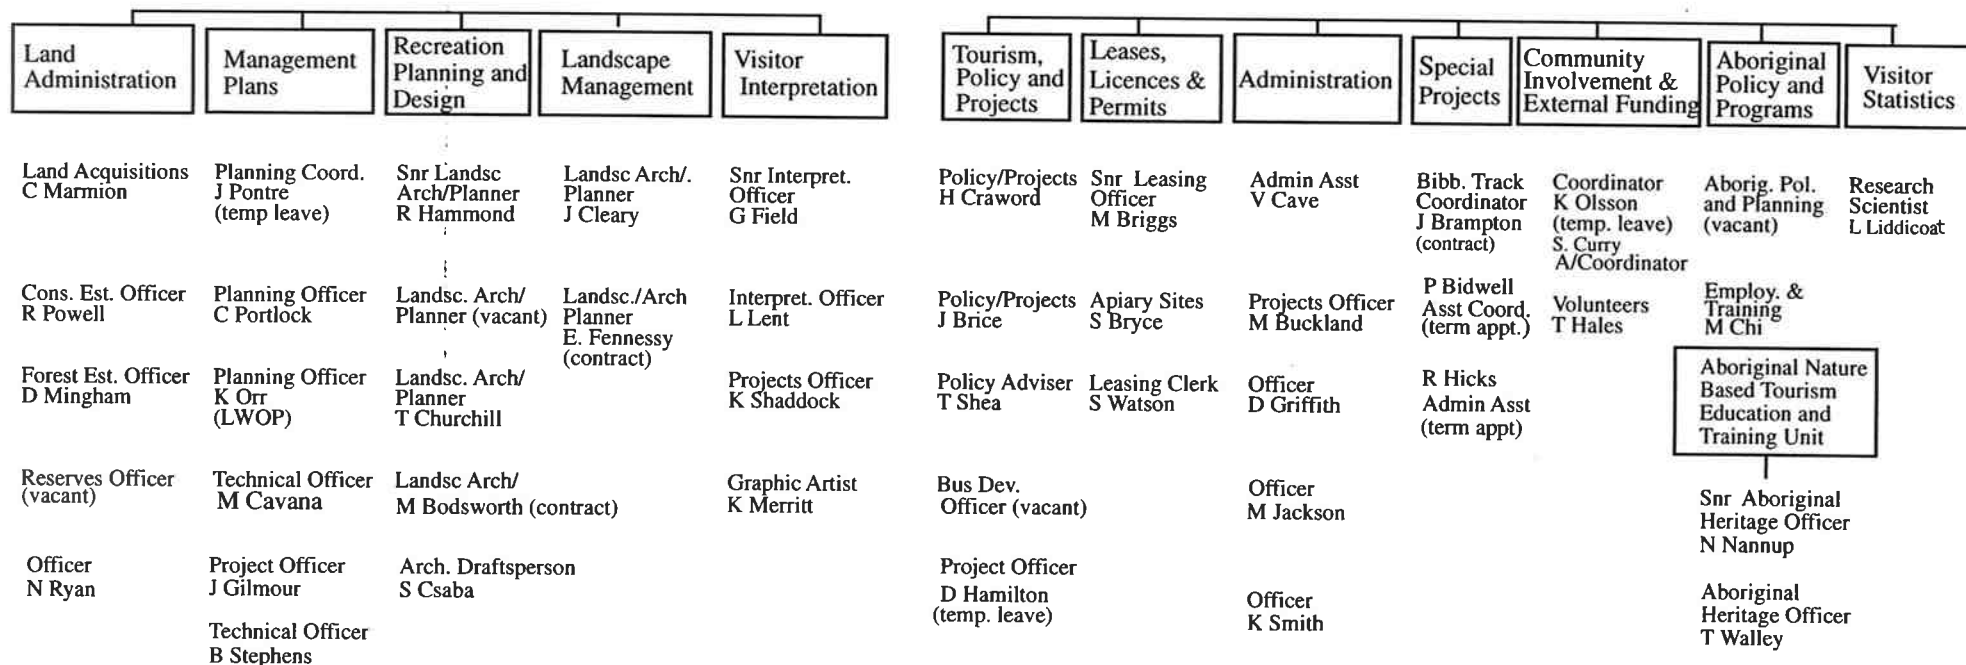 Land
Administration
Management
Plans
Recreation
Planning and
Design
Landscape
Management
Visitor
Interpretation
Tourism,
Policy and
Projects
Leases,
Licences &
Permits
Administration
Special
Projects
Community
Involvement &
External Funding
Aboriginal
Policy and
Programs
Visitor
Statistics
Land Acquisitions
C Marmion
Cons. Est. Officer
R Powell
Forest Est. Officer
D Mingham
Reserves Officer
(vacant)
Officer
N Ryan
Planning Coord.
J Pontre
(temp leave)
Planning Officer
C Portlock
Planning Officer
K Orr
(LWOP)
Technical Officer
M Cavana
Project Officer
J Gilmour
Technical Officer
B Stephens
Snr Landsc
Arch/Planner
R Hammond
Landsc. Arch/
Planner (vacant)
Landsc. Arch/
Planner
T Churchill
Landsc Arch/
M Bodsworth (contract)
Arch. Draftsperson
S Csaba
Landsc Arch/.
Planner
J Cleary
Landsc./Arch
Planner
E. Fennessy
(contract)
Snr Interpret.
Officer
G Field
Interpret. Officer
L Lent
Projects Officer
K Shaddock
Graphic Artist
K Merritt
Policy/Projects
H Craword
Policy/Projects
J Brice
Policy Adviser
T Shea
Bus Dev.
Officer (vacant)
Project Officer
D Hamilton
(temp. leave)
Snr Leasing
Officer
M Briggs
Apiary Sites
S Bryce
Leasing Clerk
S Watson
Admin Asst
V Cave
Projects Officer
M Buckland
Officer
D Griffith
Officer
M Jackson
Officer
K Smith
Bibb. Track
Coordinator
J Brampton
(contract)
P Bidwell
Asst Coord.
(term appt.)
R Hicks
Admin Asst
(term appt)
Coordinator
K Olsson
(temp. leave)
S. Curry
A/Coordinator
Volunteers
T Hales
Aborig. Pol.
and Planning
(vacant)
Employ. &
Training
M Chi
Aboriginal Nature
Based Tourism
Education and
Training Unit
Snr Aboriginal
Heritage Officer
N Nannup
Aboriginal
Heritage Officer
T Walley
Research
Scientist
L Liddicoat